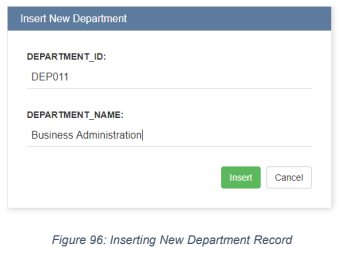 Insert New Department
DEPARTMENT_ID:
DEP011
DEPARTMENT_NAME:
Business Administration
Insert Cancel
Figure 96: Inserting New Department Record